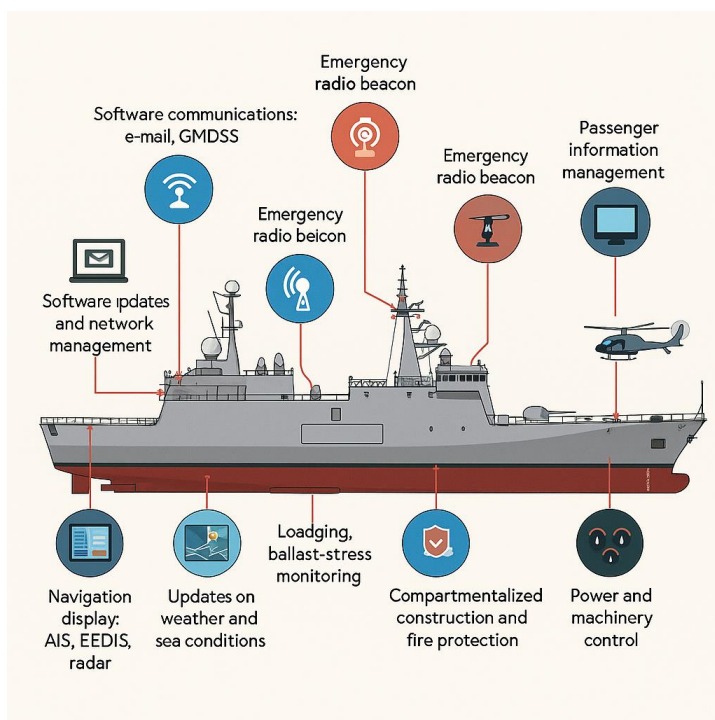 Emergency
radio beacon
Software communications:
e-mail, GMDSS
Passenger
information
management
Emergency
radio beacon
Emergency
radio beicon
Software ıpdates
and network
management
Loadging,
ballast-stress
monitoring
Navigation
display:
AIS, EEDIS,
radar
Updates on
weather and
sea conditions
Compartmentalized
construction and
fire protection
Power and
machinery
control